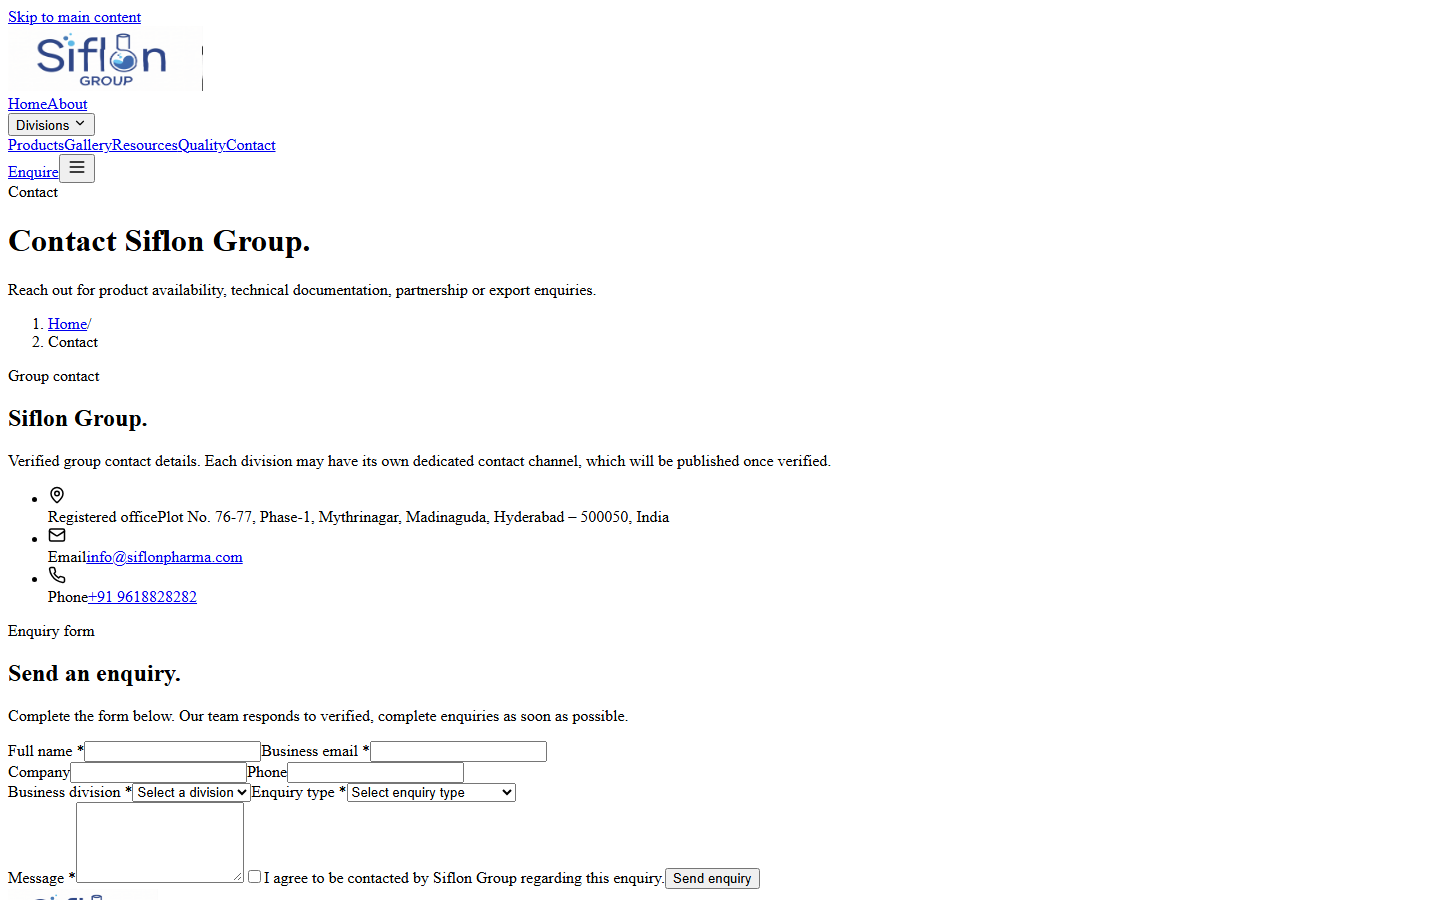 Skip to main content
Siflon
GROUP
HomeAbout
Divisions
ProductsGalleryResourcesQualityContact
Enquire
Contact
Contact Siflon Group.
Reach out for product availability, technical documentation, partnership or export enquiries.
1. Home/
2. Contact
Group contact
Siflon Group.
Verified group contact details. Each division may have its own dedicated contact channel, which will be published once verified.
Registered officePlot No. 76-77, Phase-1, Mythrinagar, Madinaguda, Hyderabad – 500050, India
Emailinfo@siflonpharma.com
Phone+91 9618828282
Enquiry form
Send an enquiry.
Complete the form below. Our team responds to verified, complete enquiries as soon as possible.
Full name * Business email *
Company Phone
Business division * Select a division Enquiry type * Select enquiry type
Message * I agree to be contacted by Siflon Group regarding this enquiry. Send enquiry